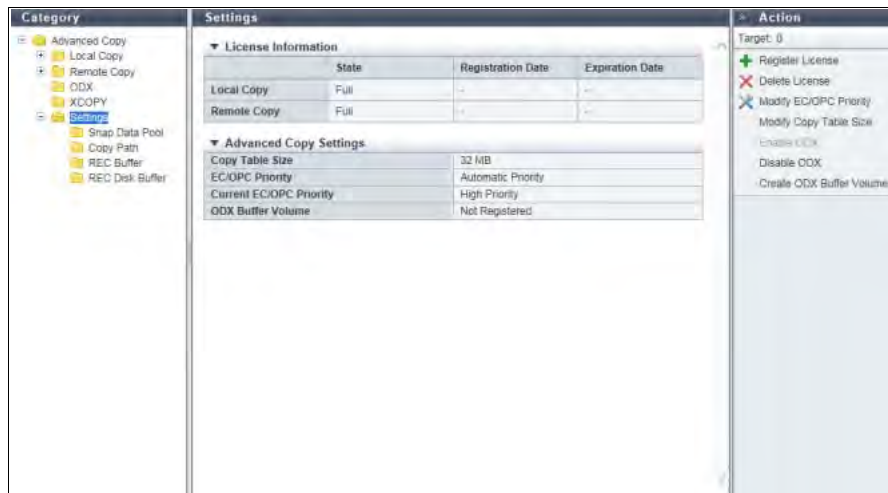 Category
Advanced Copy
Local Copy
Remote Copy
ODX
XCOPY
Settings
Snap Data Pool
Copy Path
REC Buffer
REC Disk Buffer
Settings
▼ License Information
State Registration Date Expiration Date
Local Copy Full - -
Remote Copy Full - -
▼ Advanced Copy Settings
Copy Table Size 32 MB
EC/OPC Priority Automatic Priority
Current EC/OPC Priority High Priority
ODX Buffer Volume Not Registered
Action
Target: 0
Register License
Delete License
Modify EC/OPC Priority
Modify Copy Table Size
Enable ODX
Disable ODX
Create ODX Buffer Volume